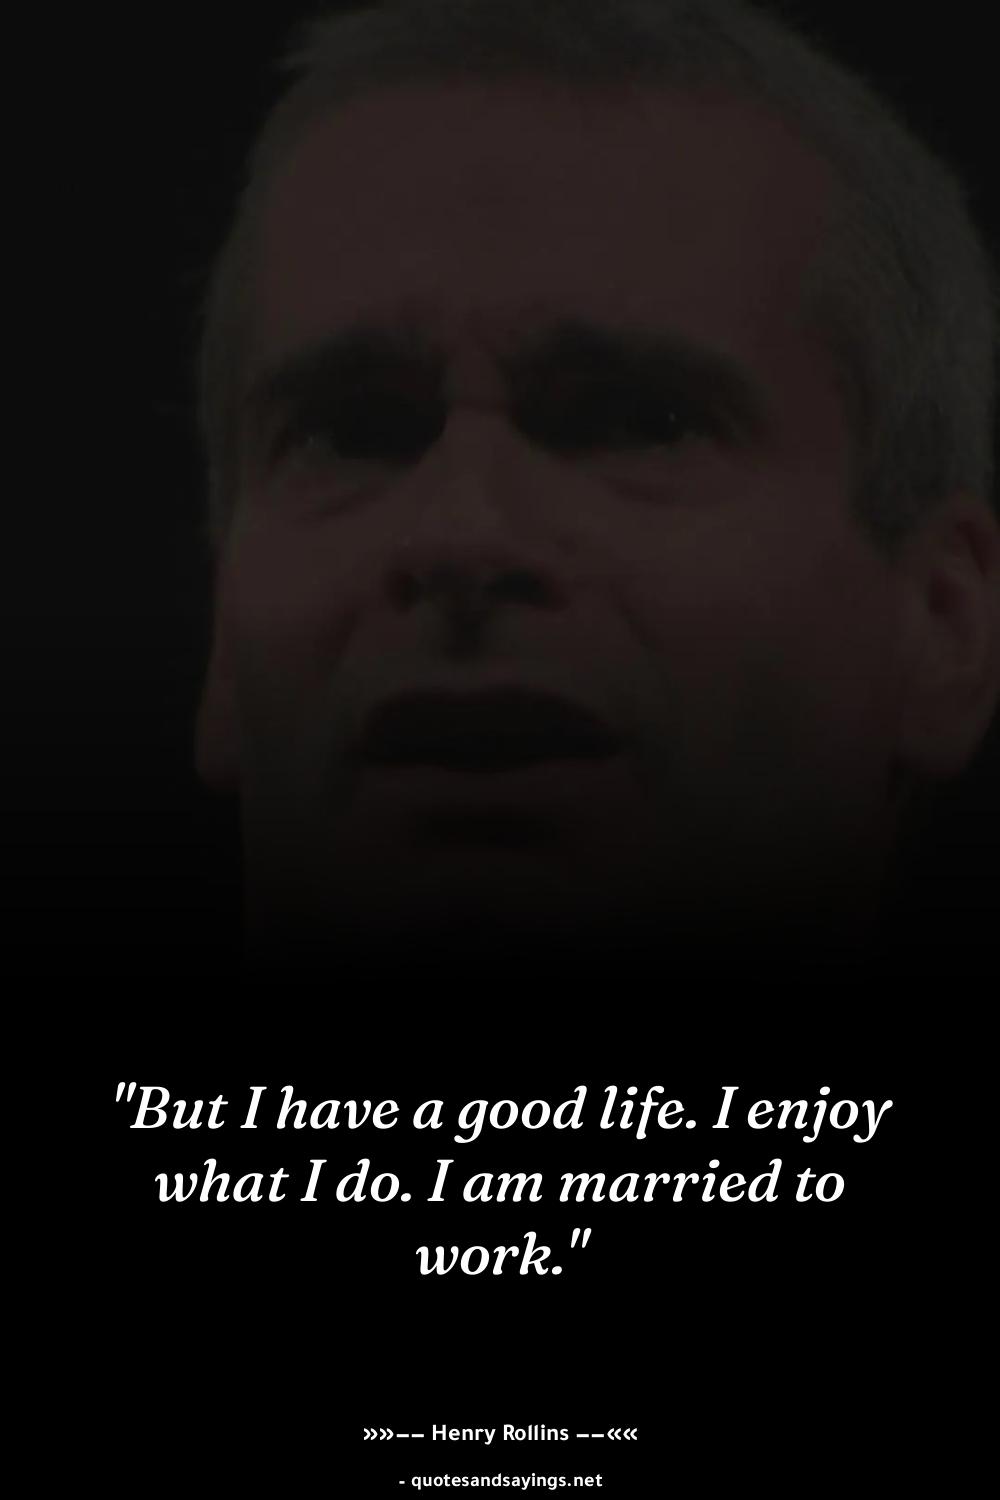 "But I have a good life. I enjoy
what I do. I am married to
work."
»»–– Henry Rollins ––««
- quotesandsayings.net